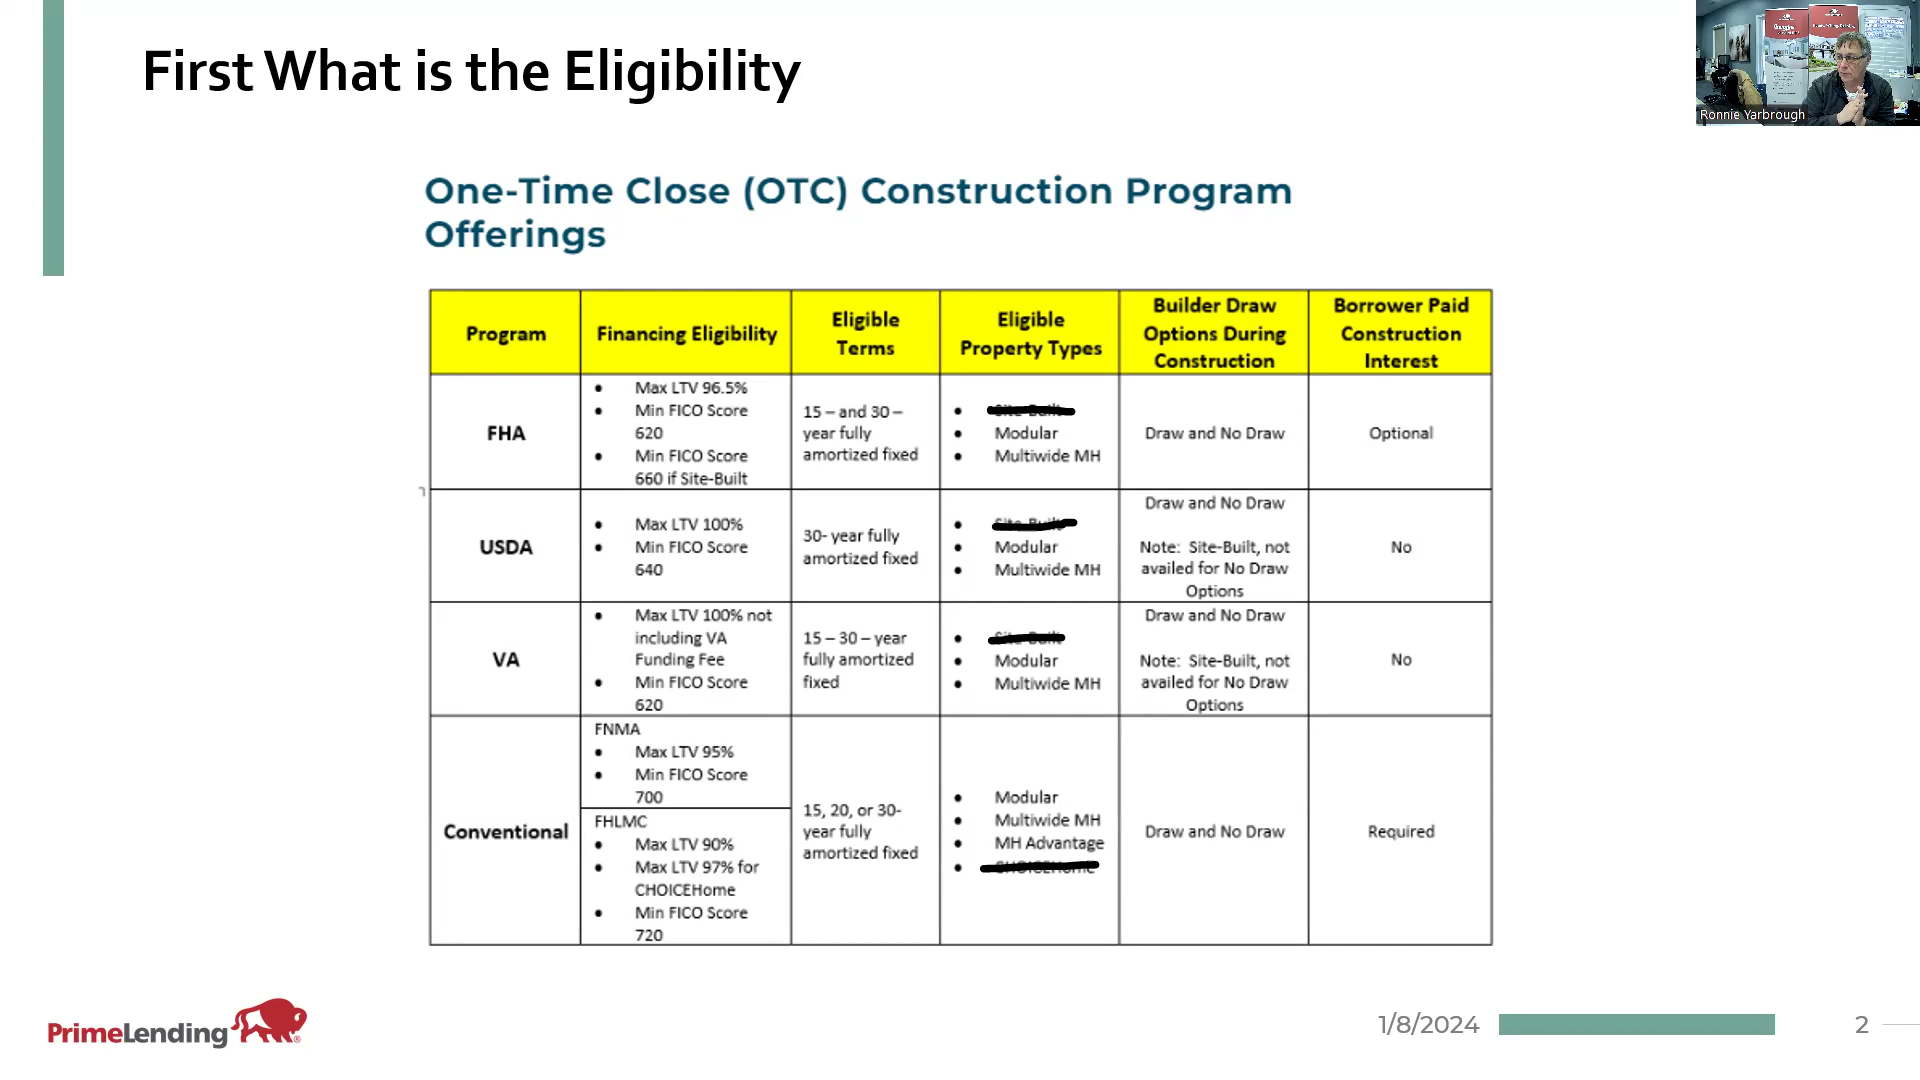 First What is the Eligibility
Ronnie Yarbrough
One-Time Close (OTC) Construction Program
Offerings
Program
Financing Eligibility
Eligible
Terms
Eligible
Property Types
Builder Draw
Options During
Construction
Borrower Paid
Construction
Interest
FHA
• Max LTV 96.5%
• Min FICO Score
620
• Min FICO Score
660 if Site-Built
15 – and 30 –
year fully
amortized fixed
•
• Modular
• Multiwide MH
Draw and No Draw
Optional
USDA
• Max LTV 100%
• Min FICO Score
640
30- year fully
amortized fixed
•
• Modular
• Multiwide MH
Draw and No Draw
Note: Site-Built, not
availed for No Draw
Options
No
VA
• Max LTV 100% not
including VA
Funding Fee
• Min FICO Score
620
15 – 30 – year
fully amortized
fixed
•
• Modular
• Multiwide MH
Draw and No Draw
Note: Site-Built, not
availed for No Draw
Options
No
Conventional
FNMA
• Max LTV 95%
• Min FICO Score
700
FHLMC
• Max LTV 90%
• Max LTV 97% for
CHOICEHome
• Min FICO Score
720
15, 20, or 30-
year fully
amortized fixed
• Modular
• Multiwide MH
• MH Advantage
•
Draw and No Draw
Required
PrimeLending
1/8/2024
2